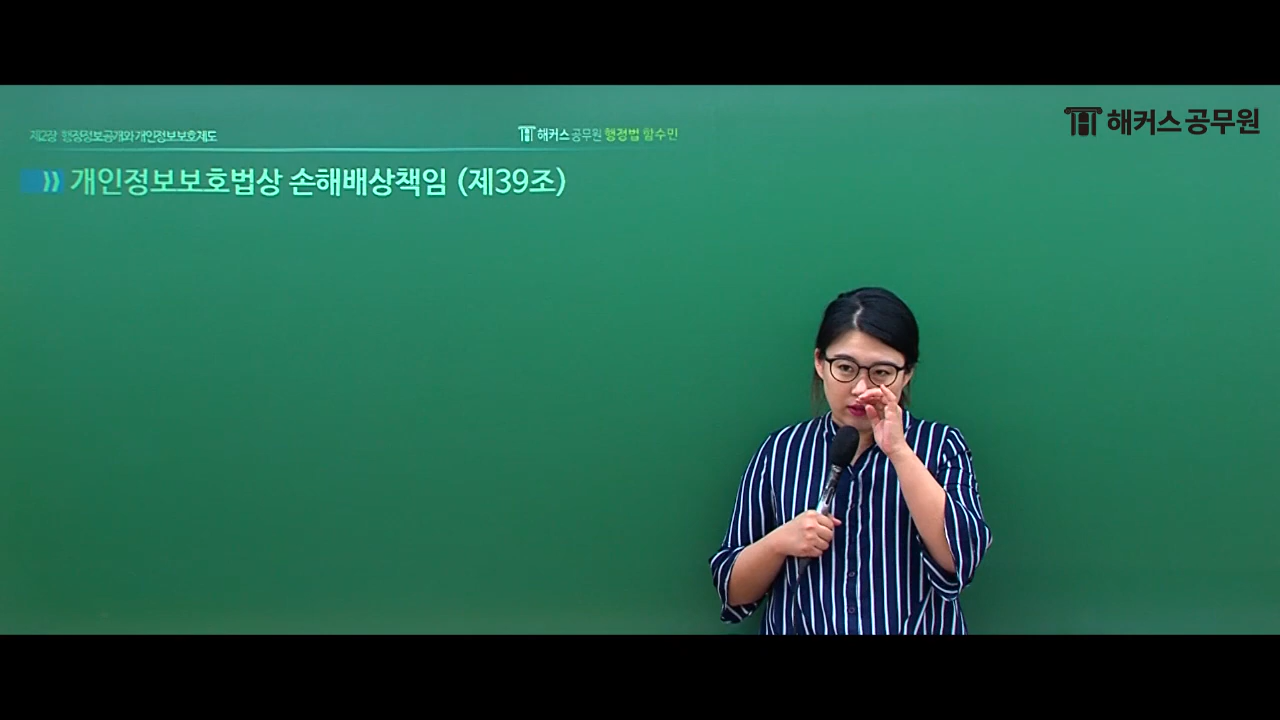 제2장 행정정보공개와 개인정보보호제도
해커스공무원 행정법 함수민
해커스공무원
개인정보보호법상 손해배상책임 (제39조)